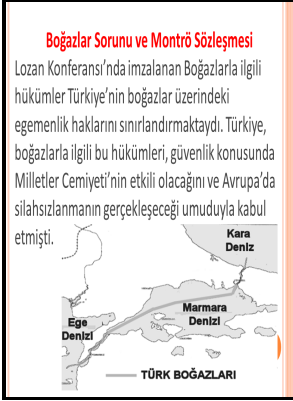 Boğazlar Sorunu ve Montrö Sözleşmesi
Lozan Konferansı’nda imzalanan Boğazlarla ilgili
hükümler Türkiye’nin boğazlar üzerindeki
egemenlik haklarını sınırlandırmaktaydı. Türkiye,
boğazlarla ilgili bu hükümleri, güvenlik konusunda
Milletler Cemiyeti’nin etkili olacağını ve Avrupa’da
silahsızlanmanın gerçekleşeceği umuduyla kabul
etmişti.
Kara
Deniz
Marmara
Denizi
Ege
Denizi
TÜRK BOĞAZLARI